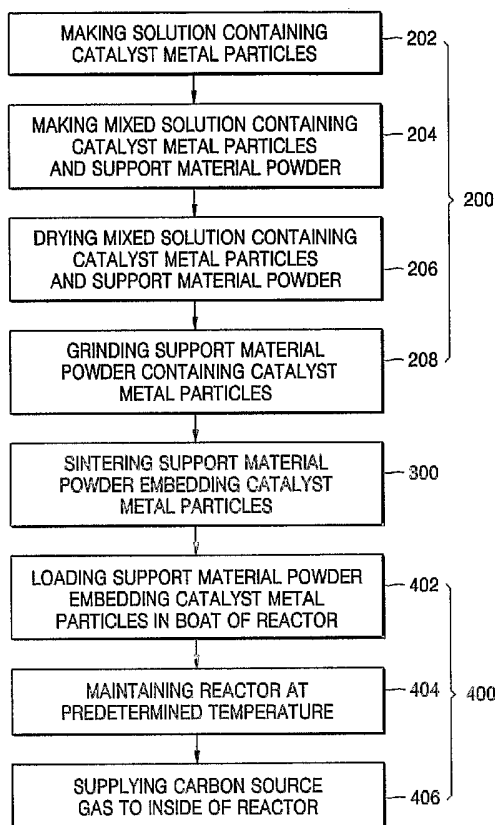 MAKING SOLUTION CONTAINING
CATALYST METAL PARTICLES
202
MAKING MIXED SOLUTION CONTAINING
CATALYST METAL PARTICLES
AND SUPPORT MATERIAL POWDER
204
200
DRYING MIXED SOLUTION CONTAINING
CATALYST METAL PARTICLES
AND SUPPORT MATERIAL POWDER
206
GRINDING SUPPORT MATERIAL
POWDER CONTAINING CATALYST
METAL PARTICLES
208
SINTERING SUPPORT MATERIAL
POWDER EMBEDDING CATALYST
METAL PARTICLES
300
LOADING SUPPORT MATERIAL POWDER
EMBEDDING CATALYST METAL
PARTICLES IN BOAT OF REACTOR
402
MAINTAINING REACTOR AT
PREDETERMINED TEMPERATURE
404
400
SUPPLYING CARBON SOURCE
GAS TO INSIDE OF REACTOR
406